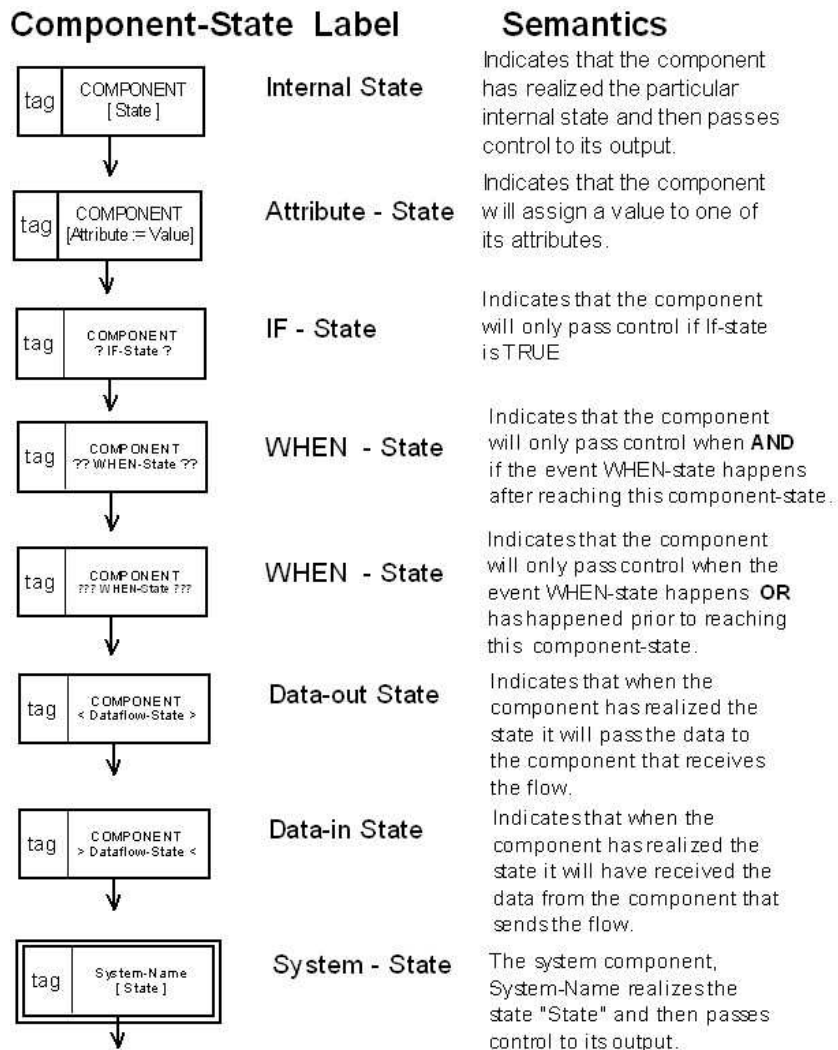 Component-State Label Semantics
tag
COMPONENT
[ State ]
Internal State
Indicates that the component
has realized the particular
internal state and then passes
control to its output.
tag
COMPONENT
[Attribute := Value]
Attribute - State
Indicates that the component
will assign a value to one of
its attributes.
tag
COMPONENT
? IF-State ?
IF - State
Indicates that the component
will only pass control if If-state
is TRUE
tag
COMPONENT
?? WHEN-State ??
WHEN - State
Indicates that the component
will only pass control when AND
if the event WHEN-state happens
after reaching this component-state.
tag
COMPONENT
??? WHEN-State ???
WHEN - State
Indicates that the component
will only pass control when the
event WHEN-state happens OR
has happened prior to reaching
this component-state.
tag
COMPONENT
< Dataflow-State >
Data-out State
Indicates that when the
component has realized the
state it will pass the data to
the component that receives
the flow.
tag
COMPONENT
> Dataflow-State <
Data-in State
Indicates that when the
component has realized the
state it will have received the
data from the component that
sends the flow.
tag
System-Name
[ State ]
System - State
The system component,
System-Name realizes the
state "State" and then passes
control to its output.